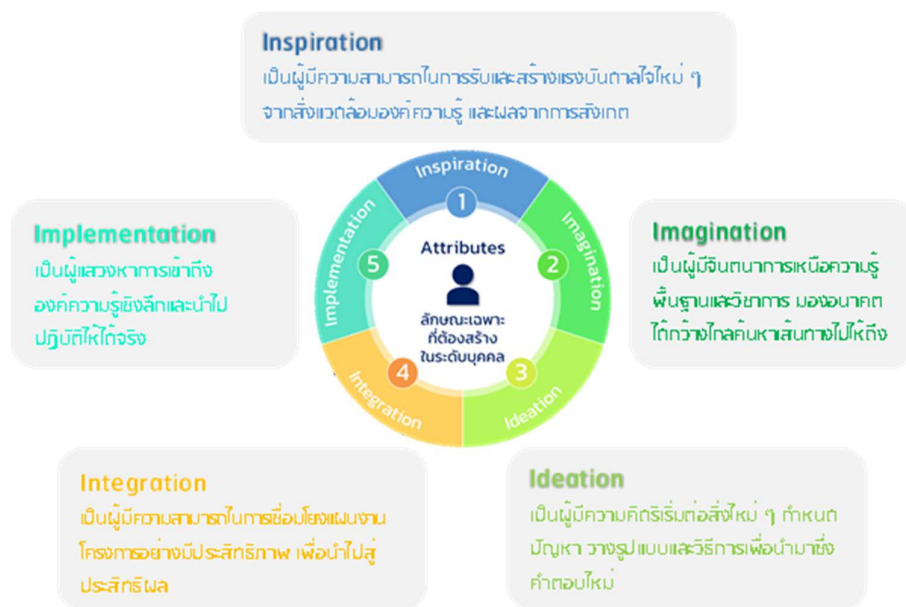 Inspiration
เป็นผู้มีความสามารถในการรับและสร้างแรงบันดาลใจใหม่ ๆ
จากสิ่งแวดล้อมองค์ความรู้ และผลจากการสังเกต
Inspiration
1
Implementation
เป็นผู้แสวงหาการเข้าถึง
องค์ความรู้เชิงลึกและนำไป
ปฏิบัติให้ได้จริง
Implementation
5
Attributes
ลักษณะเฉพาะ
ที่ต้องสร้าง
ในระดับบุคคล
2
Imagination
Imagination
เป็นผู้มีจินตนาการเหนือความรู้
พื้นฐานและวิชาการ มองอนาคต
ได้กว้างไกลค้นหาเส้นทางไปให้ถึง
4
Integration
3
Ideation
Integration
เป็นผู้มีความสามารถในการเชื่อมโยงแผนงาน
โครงการอย่างมีประสิทธิภาพ เพื่อนำไปสู่
ประสิทธิผล
Ideation
เป็นผู้มีความคิดริเริ่มต่อสิ่งใหม่ ๆ กำหนด
ปัญหา วางรูปแบบและวิธีการเพื่อนำมาซึ่ง
คำตอบใหม่